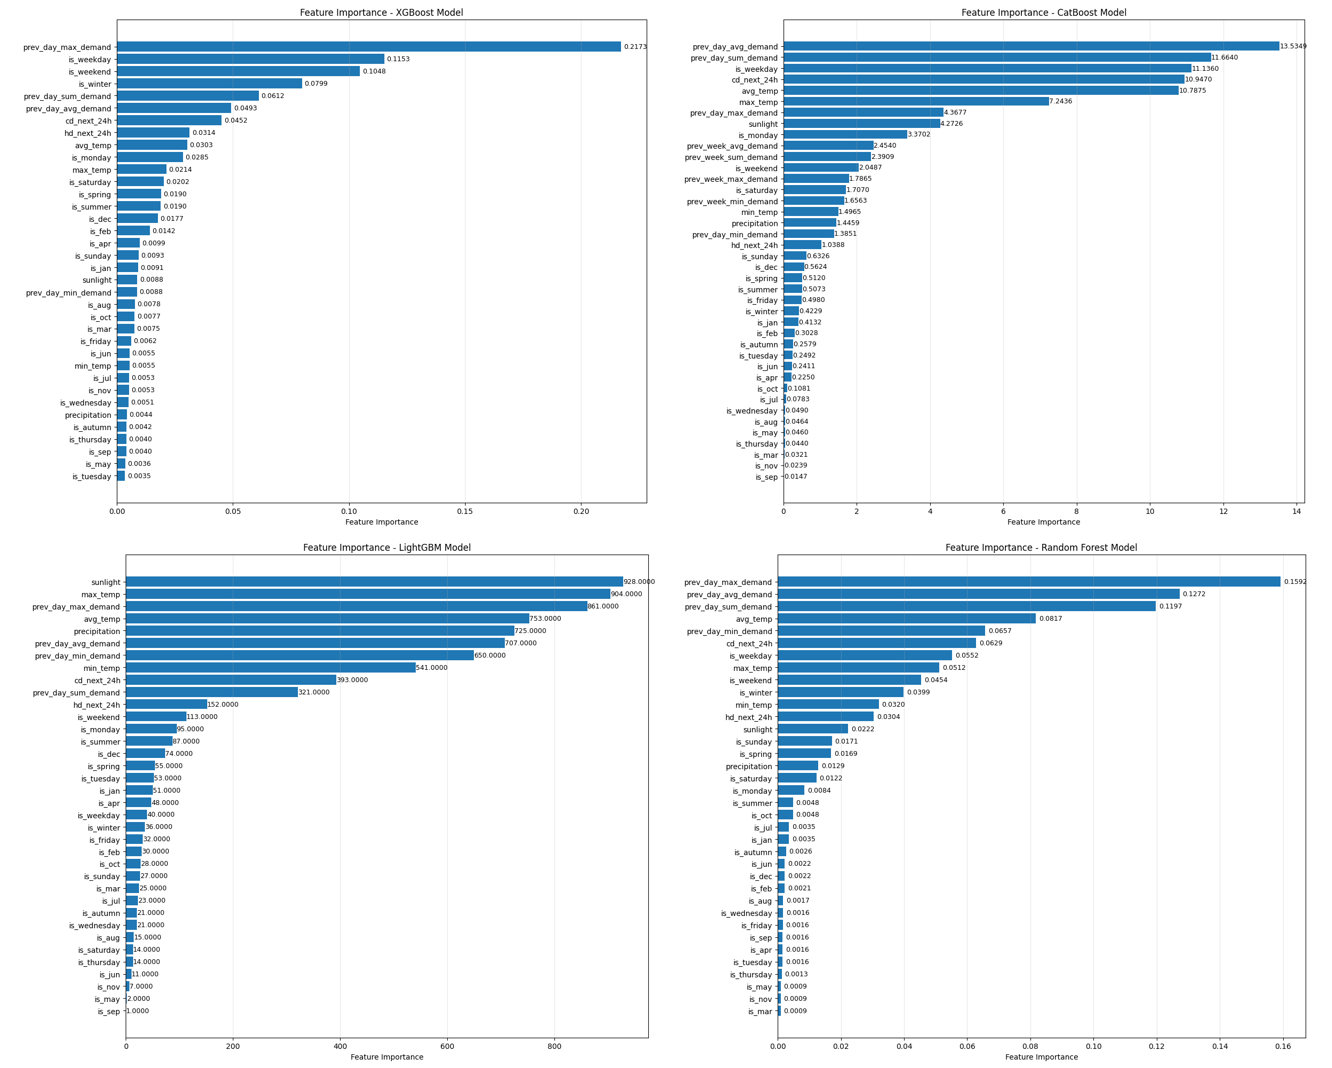 Feature Importance - XGBoost Model
prev_day_max_demand 0.2173
is_weekday 0.1153
is_weekend 0.1048
is_winter 0.0799
prev_day_sum_demand 0.0612
prev_day_avg_demand 0.0493
cd_next_24h 0.0452
hd_next_24h 0.0314
avg_temp 0.0303
is_monday 0.0285
max_temp 0.0214
is_saturday 0.0202
is_spring 0.0190
is_summer 0.0190
is_dec 0.0177
is_feb 0.0142
is_apr 0.0099
is_sunday 0.0093
is_jan 0.0091
sunlight 0.0088
prev_day_min_demand 0.0088
is_aug 0.0078
is_oct 0.0077
is_mar 0.0075
is_friday 0.0062
is_jun 0.0055
min_temp 0.0055
is_jul 0.0053
is_nov 0.0053
is_wednesday 0.0051
precipitation 0.0044
is_autumn 0.0042
is_thursday 0.0040
is_sep 0.0040
is_may 0.0036
is_tuesday 0.0035
0.00 0.05 0.10 0.15 0.20
Feature Importance
Feature Importance - CatBoost Model
prev_day_avg_demand 13.5349
prev_day_sum_demand 11.6640
is_weekday 11.1360
cd_next_24h 10.9470
avg_temp 10.7875
max_temp 7.2436
prev_day_max_demand 4.3677
sunlight 4.2726
is_monday 3.3702
prev_week_avg_demand 2.4540
prev_week_sum_demand 2.3909
is_weekend 2.0487
prev_week_max_demand 1.7865
is_saturday 1.7070
prev_week_min_demand 1.6563
min_temp 1.4965
precipitation 1.4459
prev_day_min_demand 1.3851
hd_next_24h 1.0388
is_sunday 0.6326
is_dec 0.5624
is_spring 0.5120
is_summer 0.5073
is_friday 0.4980
is_winter 0.4229
is_jan 0.4132
is_feb 0.3028
is_autumn 0.2579
is_tuesday 0.2492
is_jun 0.2411
is_apr 0.2250
is_oct 0.1081
is_jul 0.0783
is_wednesday 0.0490
is_aug 0.0464
is_may 0.0460
is_thursday 0.0440
is_mar 0.0321
is_nov 0.0239
is_sep 0.0147
0 2 4 6 8 10 12 14
Feature Importance
Feature Importance - LightGBM Model
sunlight 928.0000
max_temp 904.0000
prev_day_max_demand 861.0000
avg_temp 753.0000
precipitation 725.0000
prev_day_avg_demand 707.0000
prev_day_min_demand 650.0000
min_temp 541.0000
cd_next_24h 393.0000
prev_day_sum_demand 321.0000
hd_next_24h 152.0000
is_weekend 113.0000
is_monday 95.0000
is_summer 87.0000
is_dec 74.0000
is_spring 55.0000
is_tuesday 53.0000
is_jan 51.0000
is_apr 48.0000
is_weekday 40.0000
is_winter 36.0000
is_friday 32.0000
is_feb 30.0000
is_oct 28.0000
is_sunday 27.0000
is_mar 25.0000
is_jul 23.0000
is_autumn 21.0000
is_wednesday 21.0000
is_aug 15.0000
is_saturday 14.0000
is_thursday 14.0000
is_jun 11.0000
is_nov 7.0000
is_may 2.0000
is_sep 1.0000
0 200 400 600 800
Feature Importance
Feature Importance - Random Forest Model
prev_day_max_demand 0.1592
prev_day_avg_demand 0.1272
prev_day_sum_demand 0.1197
avg_temp 0.0817
prev_day_min_demand 0.0657
cd_next_24h 0.0629
is_weekday 0.0552
max_temp 0.0512
is_weekend 0.0454
is_winter 0.0399
min_temp 0.0320
hd_next_24h 0.0304
sunlight 0.0222
is_sunday 0.0171
is_spring 0.0169
precipitation 0.0129
is_saturday 0.0122
is_monday 0.0084
is_summer 0.0048
is_oct 0.0048
is_jul 0.0035
is_jan 0.0035
is_autumn 0.0026
is_jun 0.0022
is_dec 0.0022
is_feb 0.0021
is_aug 0.0017
is_wednesday 0.0016
is_friday 0.0016
is_sep 0.0016
is_apr 0.0016
is_tuesday 0.0016
is_thursday 0.0013
is_may 0.0009
is_nov 0.0009
is_mar 0.0009
0.00 0.02 0.04 0.06 0.08 0.10 0.12 0.14 0.16
Feature Importance